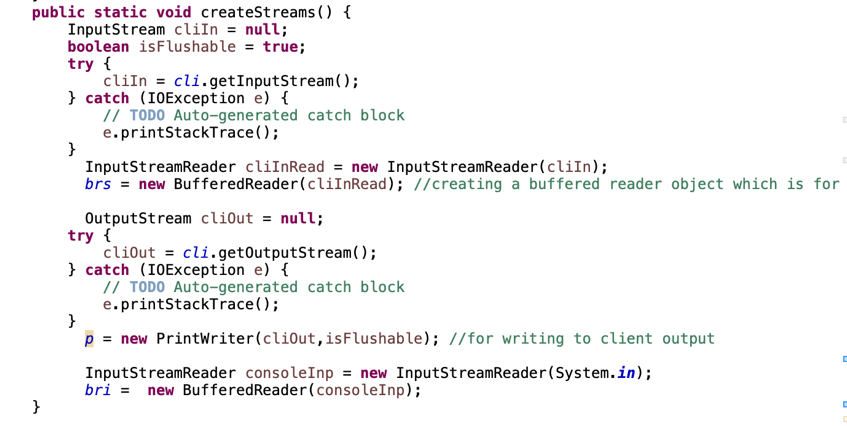 public static void createStreams() {
InputStream cliIn = null;
boolean isFlushable = true;
try {
cliIn = cli.getInputStream();
} catch (IOException e) {
// TODO Auto-generated catch block
e.printStackTrace();
}
InputStreamReader cliInRead = new InputStreamReader(cliIn);
brs = new BufferedReader(cliInRead); //creating a buffered reader object which is for
OutputStream cliOut = null;
try {
cliOut = cli.getOutputStream();
} catch (IOException e) {
// TODO Auto-generated catch block
e.printStackTrace();
}
p = new PrintWriter(cliOut,isFlushable); //for writing to client output
InputStreamReader consoleInp = new InputStreamReader(System.in);
bri =  new BufferedReader(consoleInp);
}